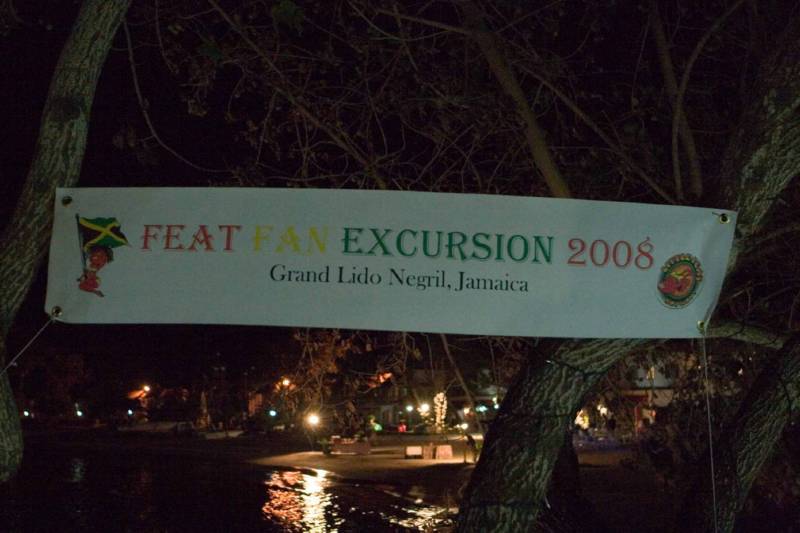 FEAT FAN EXCURSION 2008
Grand Lido Negril, Jamaica